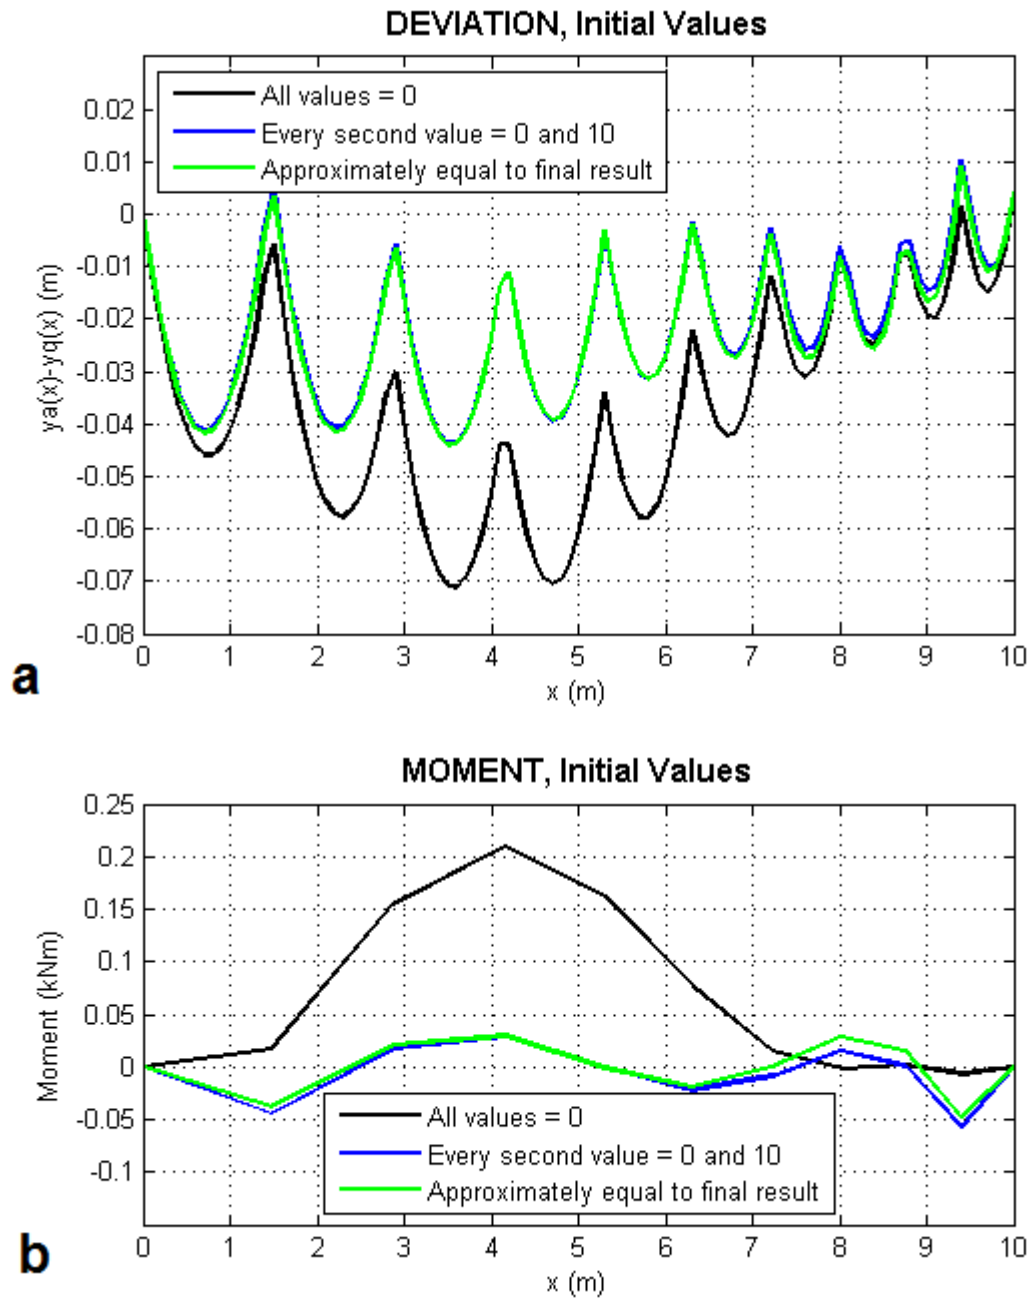 DEVIATION, Initial Values
All values = 0
Every second value = 0 and 10
Approximately equal to final result
0.02
0.01
0
-0.01
-0.02
-0.03
-0.04
-0.05
-0.06
-0.07
-0.08
ya(x)-yq(x) (m)
0 1 2 3 4 5 6 7 8 9 10
x (m)
a
MOMENT, Initial Values
0.25
0.2
0.15
0.1
0.05
0
-0.05
-0.1
Moment (kNm)
All values = 0
Every second value = 0 and 10
Approximately equal to final result
0 1 2 3 4 5 6 7 8 9 10
x (m)
b